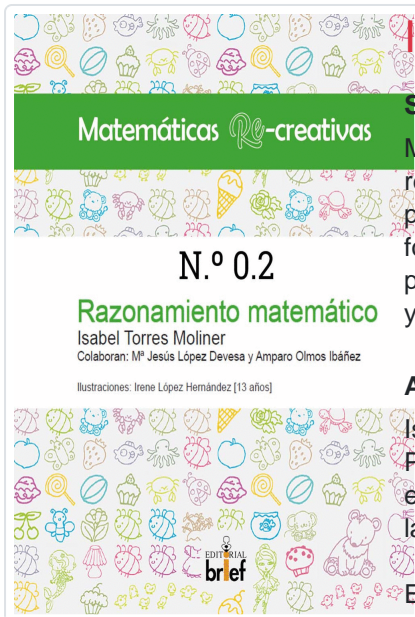 Matemáticas Re-creativas
N.º 0.2
Razonamiento matemático
Isabel Torres Moliner
Colaboran: Mª Jesús López Devesa y Amparo Olmos Ibáñez
Ilustraciones: Irene López Hernández [13 años]
EDITORIAL
brief